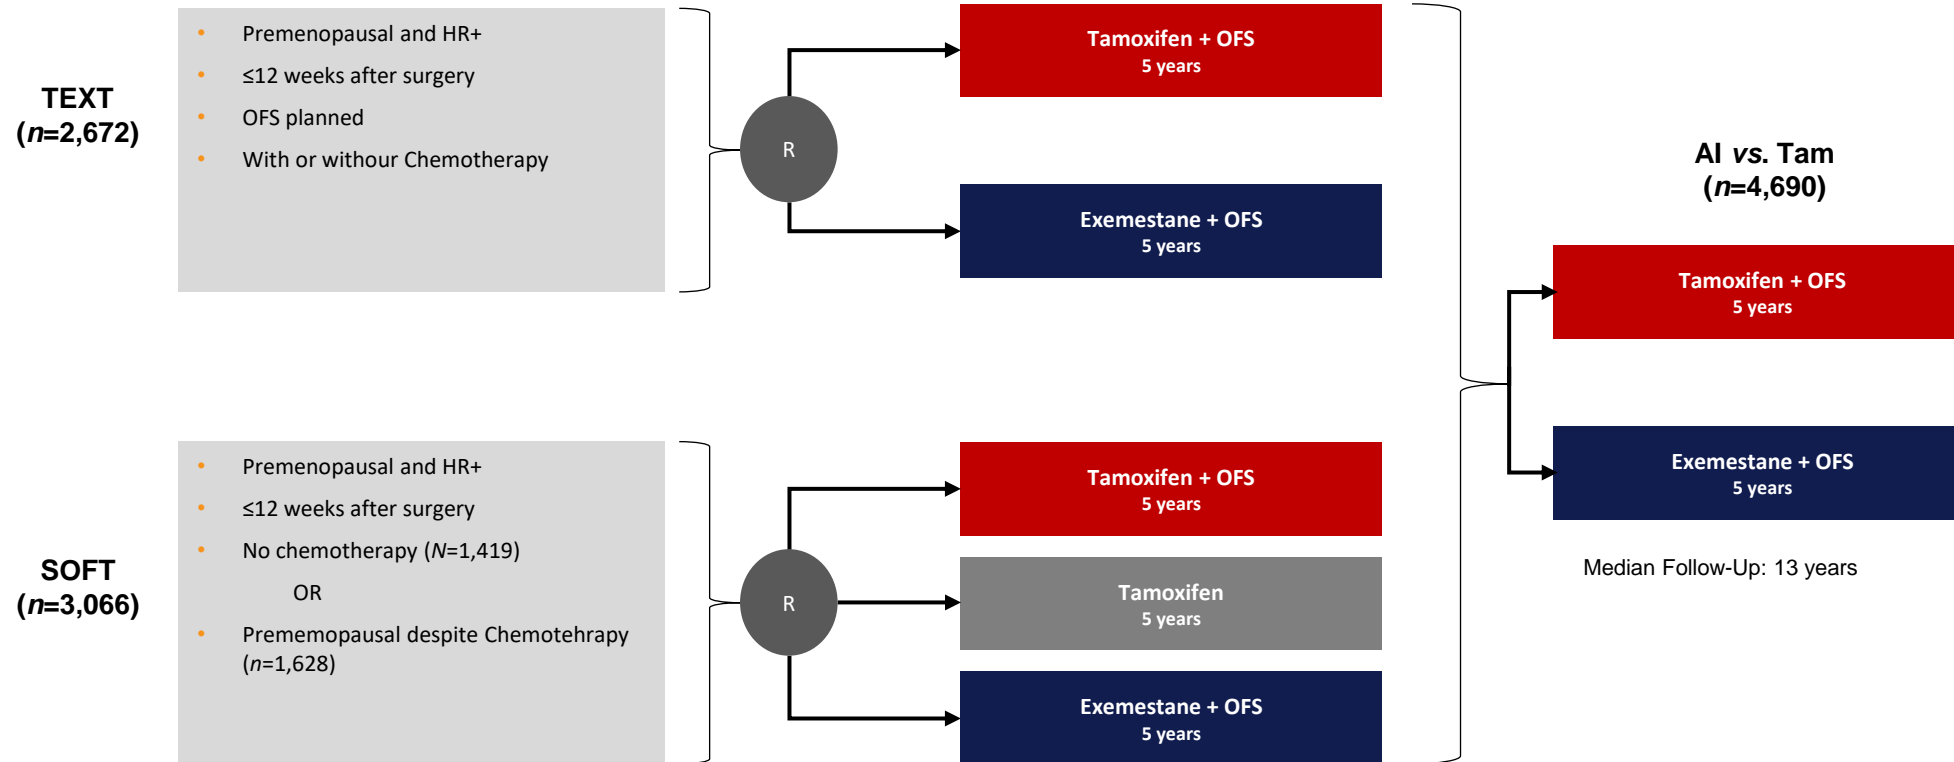 TEXT
(n=2,672)
• Premenopausal and HR+
• ≤12 weeks after surgery
• OFS planned
• With or withour Chemotherapy
R
Tamoxifen + OFS
5 years
Exemestane + OFS
5 years
SOFT
(n=3,066)
• Premenopausal and HR+
• ≤12 weeks after surgery
• No chemotherapy (N=1,419)
OR
• Prememopausal despite Chemotehrapy
(n=1,628)
R
Tamoxifen + OFS
5 years
Tamoxifen
5 years
Exemestane + OFS
5 years
AI vs. Tam
(n=4,690)
Tamoxifen + OFS
5 years
Exemestane + OFS
5 years
Median Follow-Up: 13 years